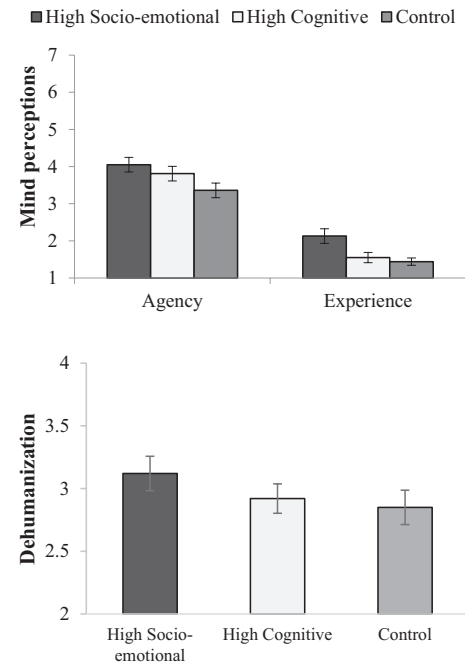 High Socio-emotional High Cognitive Control
7
6
5
4
3
2
1
Mind perceptions
Agency Experience
4
3.5
3
2.5
2
Dehumanization
High Socio-
emotional
High Cognitive
Control